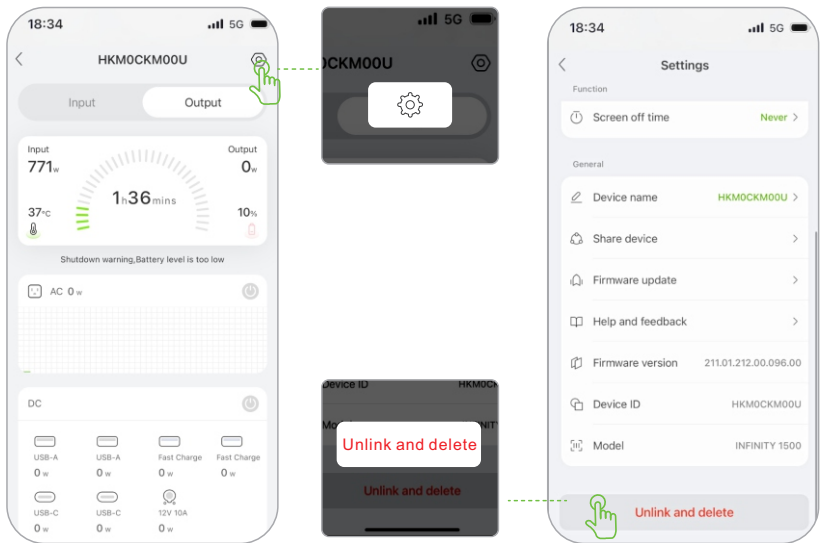 18:34
5G
HKM0CKM00U
Input
Output
Input
771w
Output
0w
1h36mins
37°C
10%
Shutdown warning,Battery level is too low
AC 0 w
DC
USB-A
USB-A
Fast Charge
Fast Charge
0 w
0 w
0 w
0 w
USB-C
USB-C
12V 10A
0 w
0 w
0 w
5G
0CKM00U
Device ID
HKM0CK
Mo
INIT
Unlink and delete
Unlink and delete
18:34
5G
Settings
Function
Screen off time
Never
General
Device name
HKM0CKM00U
Share device
Firmware update
Help and feedback
Firmware version
211.01.212.00.096.00
Device ID
HKM0CKM00U
Model
INFINITY 1500
Unlink and delete